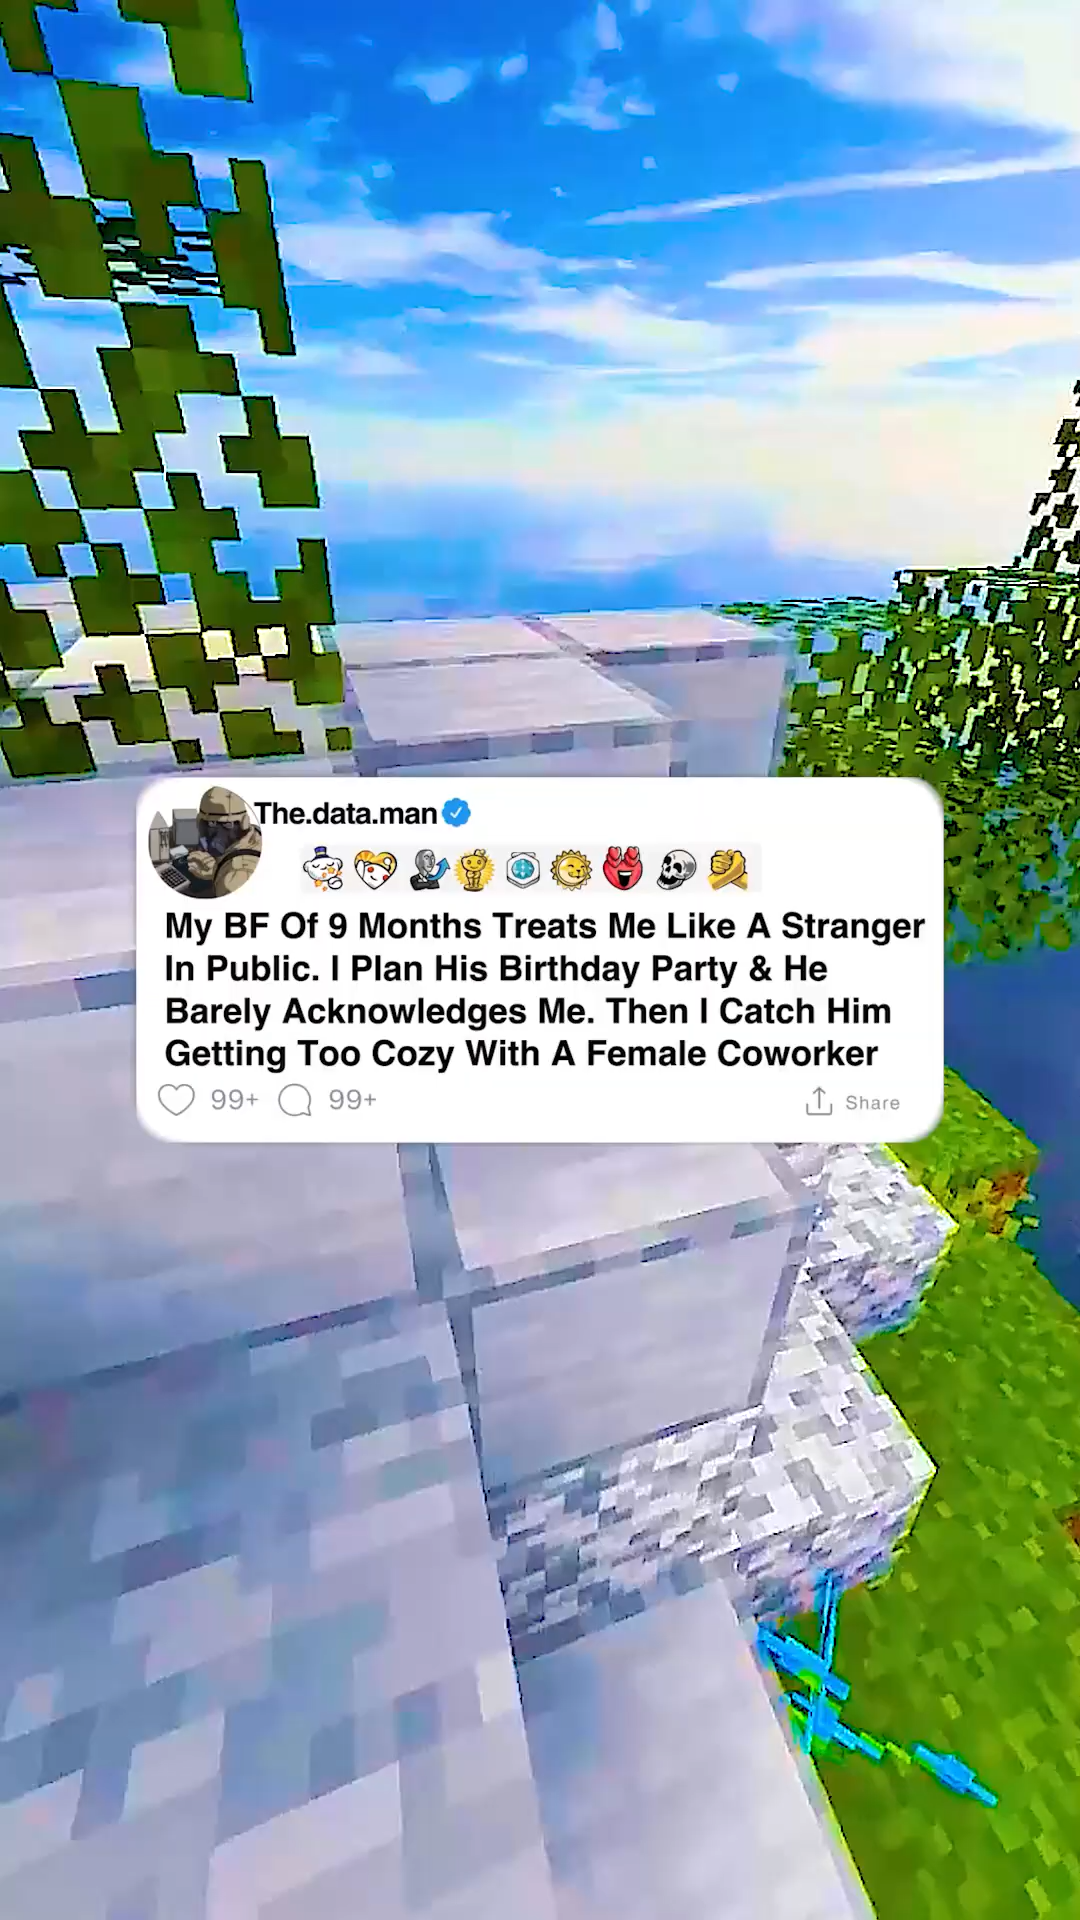 The.data.man
My BF Of 9 Months Treats Me Like A Stranger
In Public. I Plan His Birthday Party & He
Barely Acknowledges Me. Then I Catch Him
Getting Too Cozy With A Female Coworker
99+ 99+ Share